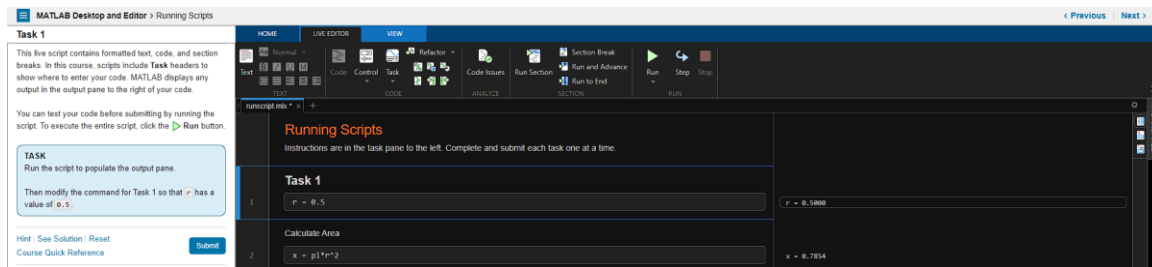 MATLAB Desktop and Editor > Running Scripts
< Previous
Next >
Task 1
This live script contains formatted text, code, and section
breaks. In this course, scripts include Task headers to
show where to enter your code. MATLAB displays any
output in the output pane to the right of your code.
You can test your code before submitting by running the
script. To execute the entire script, click the Run button.
TASK
Run the script to populate the output pane.
Then modify the command for Task 1 so that r has a
value of 0.5.
Hint | See Solution | Reset
Course Quick Reference
Submit
HOME
LIVE EDITOR
VIEW
Text
Aa Normal
B I U M
TEXT
Code
Control
Task
Refactor
CODE
Code Issues
ANALYZE
Run Section
Section Break
Run and Advance
Run to End
SECTION
Run
Step
Stop
RUN
runscript.mlx * × +
Running Scripts
Instructions are in the task pane to the left. Complete and submit each task one at a time.
Task 1
1
r = 0.5
r = 0.5000
Calculate Area
2
x = pi*r^2
x = 0.7854